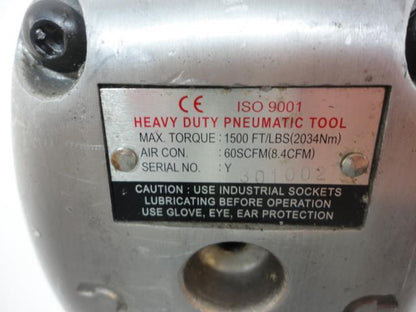 CE ISO 9001
HEAVY DUTY PNEUMATIC TOOL
MAX. TORQUE : 1500 FT/LBS(2034Nm)
AIR CON. : 60SCFM(8.4CFM)
SERIAL NO. : Y 301002
CAUTION : USE INDUSTRIAL SOCKETS
LUBRICATING BEFORE OPERATION
USE GLOVE, EYE, EAR PROTECTION